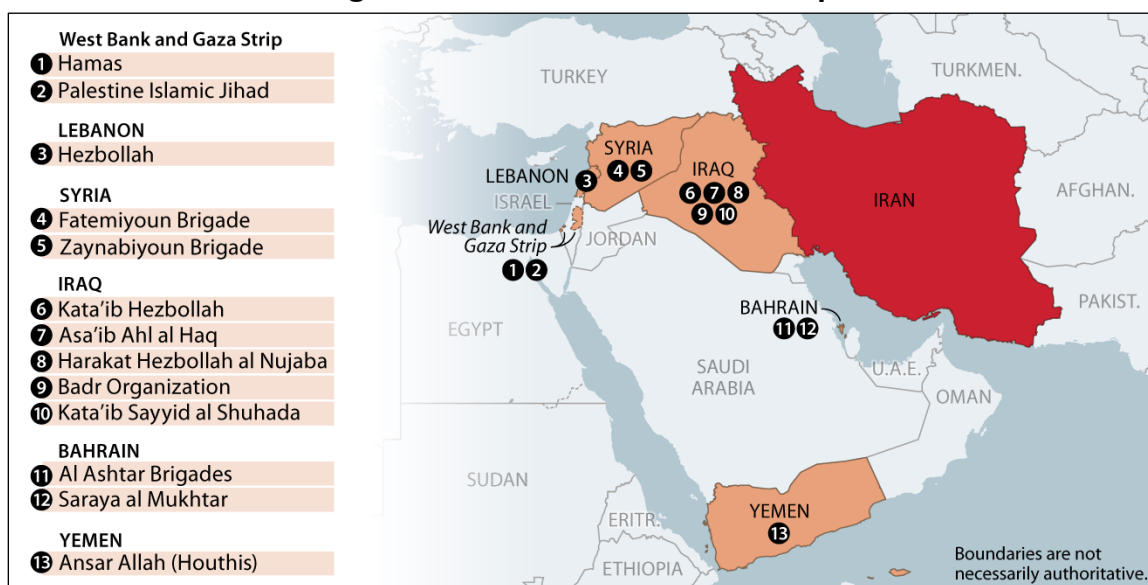 West Bank and Gaza Strip
1 Hamas
2 Palestine Islamic Jihad
LEBANON
3 Hezbollah
SYRIA
4 Fatemiyoun Brigade
5 Zaynabiyoun Brigade
IRAQ
6 Kata'ib Hezbollah
7 Asa'ib Ahl al Haq
8 Harakat Hezbollah al Nujaba
9 Badr Organization
10 Kata'ib Sayyid al Shuhada
BAHRAIN
11 Al Ashtar Brigades
12 Saraya al Mukhtar
YEMEN
13 Ansar Allah (Houthis)
TURKEY
TURKMEN.
SYRIA
4 5
LEBANON 3
IRAQ
6 7 8
9 10
IRAN
AFGHAN.
ISRAEL
West Bank and
Gaza Strip
1 2
JORDAN
PAKIST.
EGYPT
BAHRAIN
11 12
SAUDI
ARABIA
U.A.E.
OMAN
SUDAN
YEMEN
13
ERITR.
ETHIOPIA
Boundaries are not
necessarily authoritative.